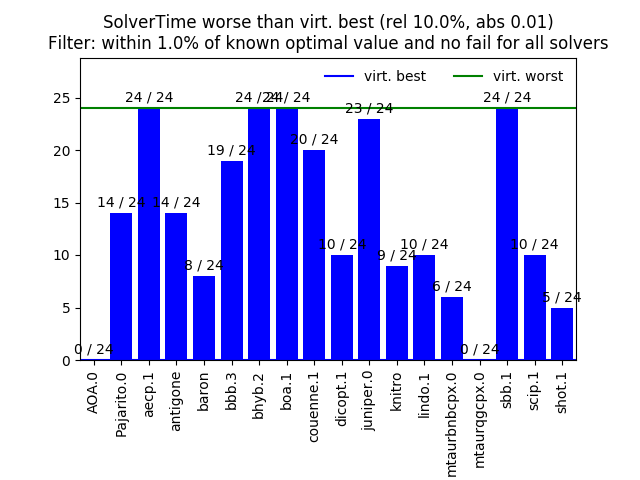 SolverTime worse than virt. best (rel 10.0%, abs 0.01)
Filter: within 1.0% of known optimal value and no fail for all solvers
virt. best
virt. worst
25
20
15
10
5
0
0 / 24
14 / 24
24 / 24
14 / 24
8 / 24
19 / 24
24 / 24
24 / 24
20 / 24
10 / 24
23 / 24
9 / 24
10 / 24
6 / 24
0 / 24
24 / 24
10 / 24
5 / 24
AOA.0
Pajarito.0
aecp.1
antigone
baron
bbb.3
bhyb.2
boa.1
couenne.1
dicopt.1
juniper.0
knitro
lindo.1
mtaurbnbcpx.0
mtaurqgcpx.0
sbb.1
scip.1
shot.1